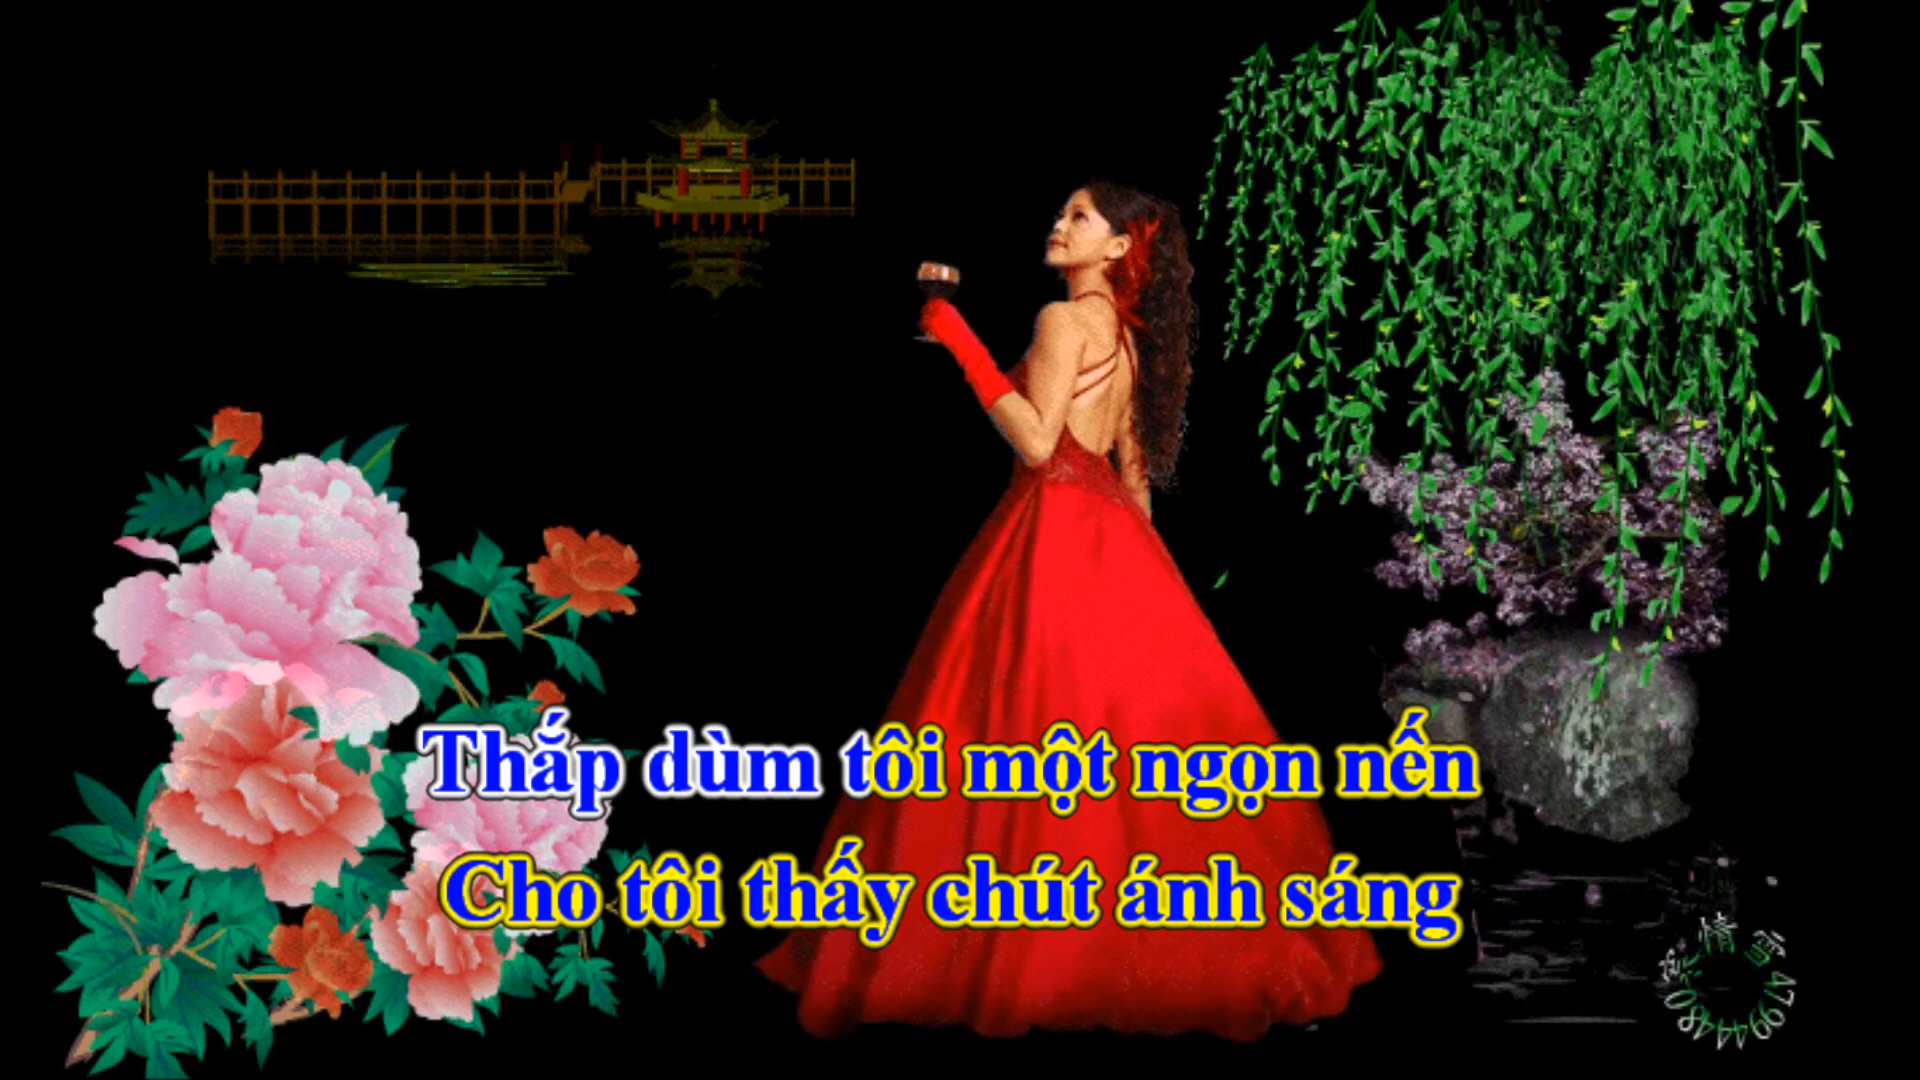 Thắp dùm tôi một ngọn nến
Cho tôi thấy chút ánh sáng